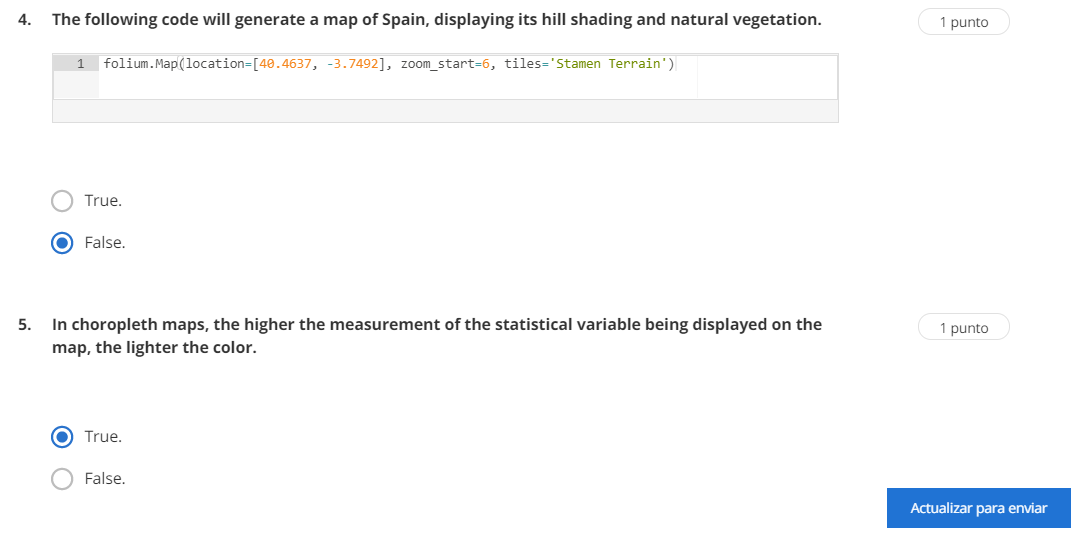 4. The following code will generate a map of Spain, displaying its hill shading and natural vegetation.
1 punto
1 folium.Map(location=[40.4637, -3.7492], zoom_start=6, tiles='Stamen Terrain')
True.
False.
5. In choropleth maps, the higher the measurement of the statistical variable being displayed on the
map, the lighter the color.
1 punto
True.
False.
Actualizar para enviar